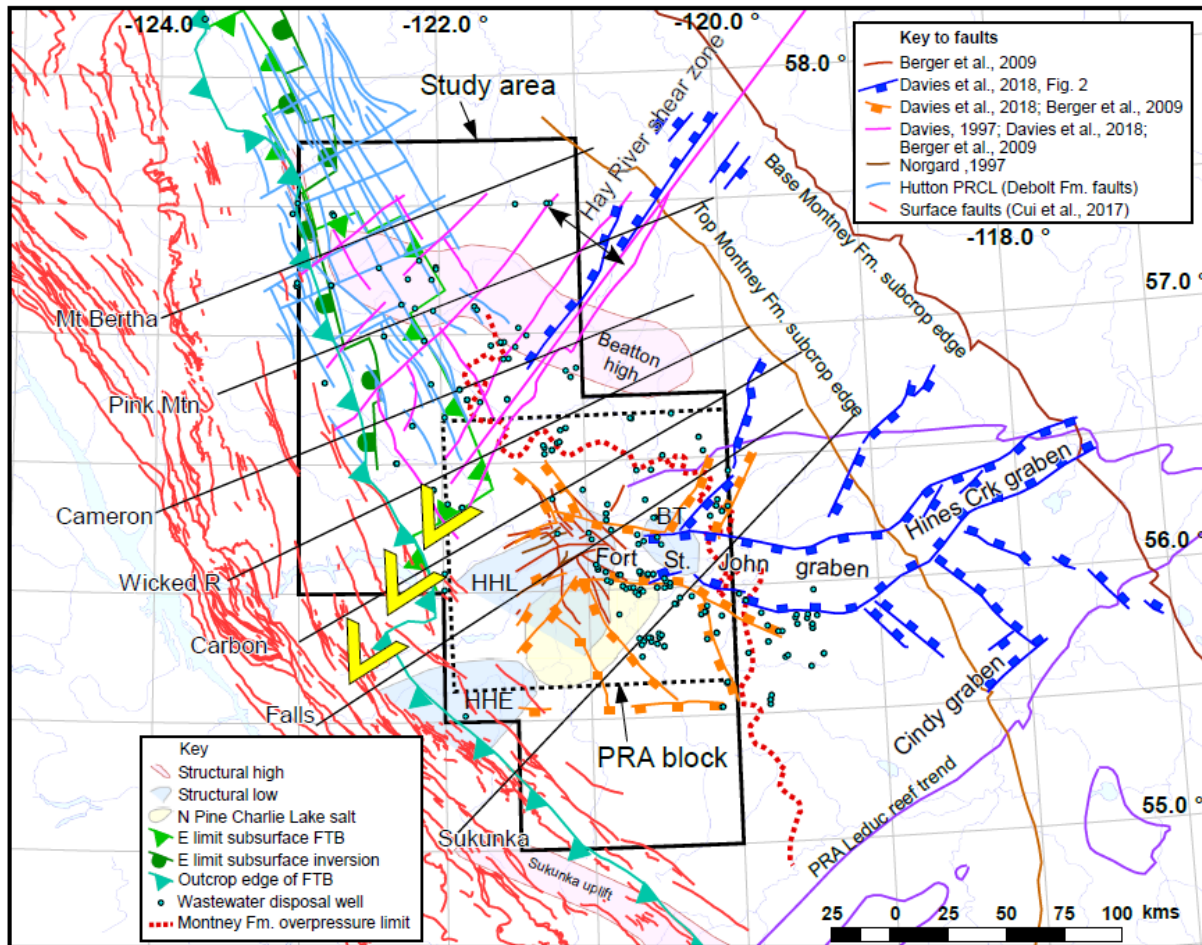 -124.0 °
-122.0 °
-120.0 °
58.0 °
-118.0 °
57.0 °
56.0 °
55.0 °
Key to faults
Berger et al., 2009
Davies et al., 2018, Fig. 2
Davies et al., 2018; Berger et al., 2009
Davies, 1997; Davies et al., 2018;
Berger et al., 2009
Norgard ,1997
Hutton PRCL (Debolt Fm. faults)
Surface faults (Cui et al., 2017)
Study area
Hay River shear zone
Base Montney Fm. subcrop edge
Top Montney Fm. subcrop edge
Mt Bertha
Beatton
high
Pink Mtn
Cameron
Wicked R
Carbon
Falls
Sukunka
BT
HHL
HHE
Fort St. John graben
Hines Crk graben
Cindy graben
PRA block
PRA Leduc reef trend
Sukunka uplift
Key
Structural high
Structural low
N Pine Charlie Lake salt
E limit subsurface FTB
E limit subsurface inversion
Outcrop edge of FTB
Wastewater disposal well
Montney Fm. overpressure limit
25 0 25 50 75 100 kms